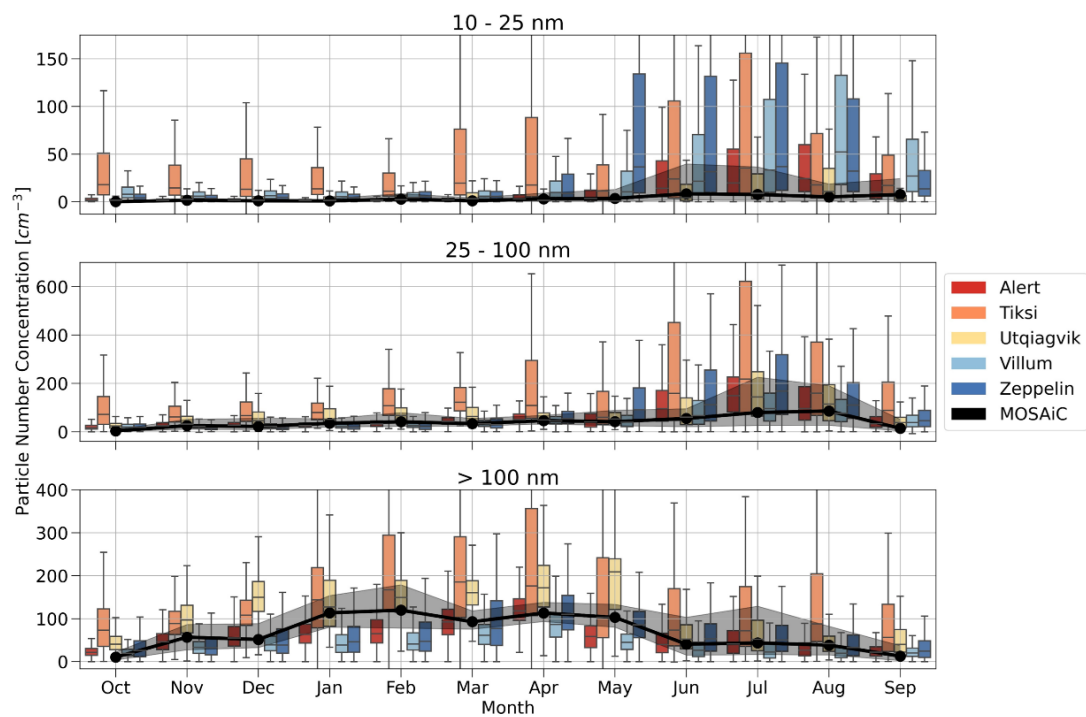 10 - 25 nm
150
100
50
0
25 - 100 nm
600
400
200
0
> 100 nm
400
300
200
100
0
Particle Number Concentration [cm⁻³]
Oct Nov Dec Jan Feb Mar Apr May Jun Jul Aug Sep
Month
Alert
Tiksi
Utqiagvik
Villum
Zeppelin
MOSAiC